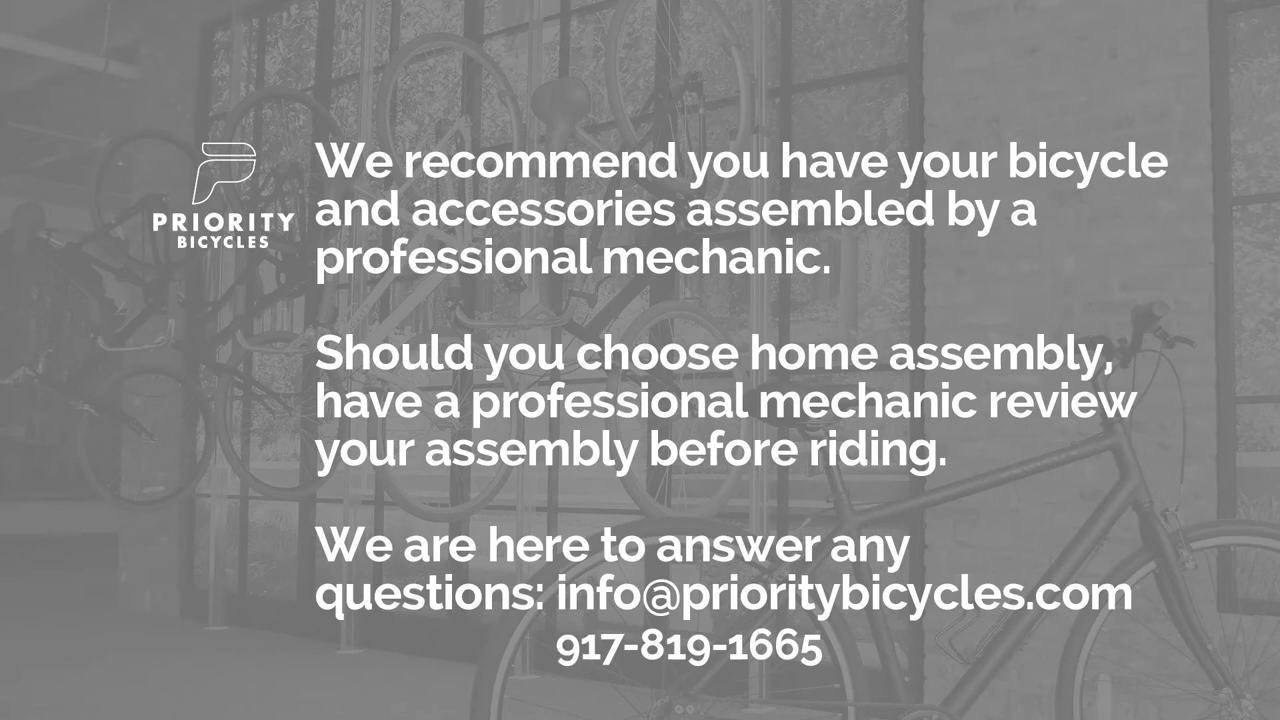 PRIORITY
BICYCLES
We recommend you have your bicycle
and accessories assembled by a
professional mechanic.
Should you choose home assembly,
have a professional mechanic review
your assembly before riding.
We are here to answer any
questions: info@prioritybicycles.com
917-819-1665